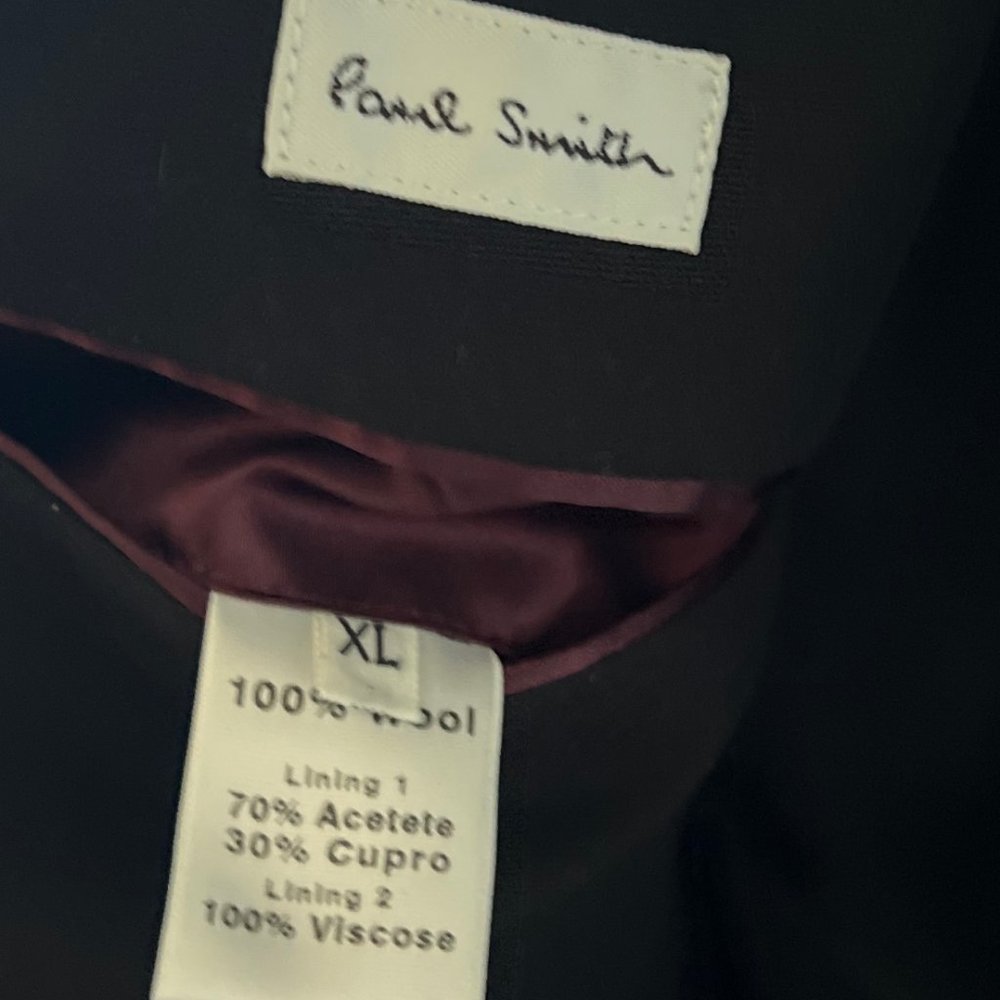 Paul Smith
XL
100% Wool
Lining 1
70% Acetete
30% Cupro
Lining 2
100% Viscose